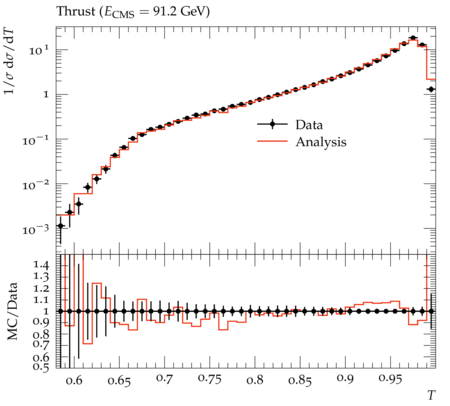 Thrust (E_CMS = 91.2 GeV)
1/σ dσ/dT
10^1
1
10^−1
10^−2
10^−3
Data
Analysis
MC/Data
1.4
1.3
1.2
1.1
1
0.9
0.8
0.7
0.6
0.5
0.6 0.65 0.7 0.75 0.8 0.85 0.9 0.95
T